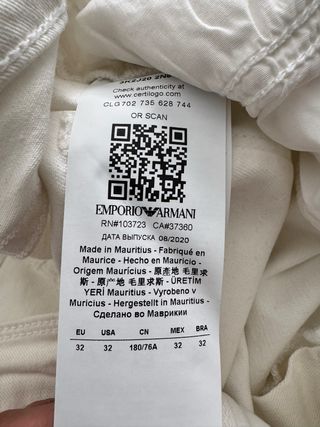 Check authenticity at
www.certilogo.com
CLG 702 735 628 744
OR SCAN
EMPORIO ARMANI
RN#103723 CA#37360
ДАТА ВЫПУСКА 08/2020
Made in Mauritius - Fabriqué en
Maurice - Hecho en Mauricio -
Origem Maurícius - 原產地 毛里求
斯 - 原产地 毛里求斯 - ÜRETİM
YERİ Mauritius - Vyrobeno v
Muricius - Hergestellt in Mauritius -
Сделано во Маврикии
EU USA CN MEX BRA
32 32 180/76A 32 32